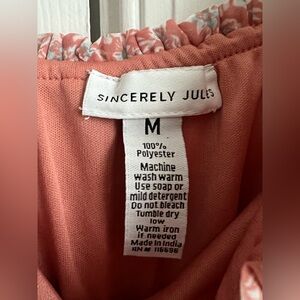 SINCERELY JULES
M
100%
Polyester
Machine
wash warm
Use soap or
mild detergent
Do not bleach
Tumble dry
low
Warm iron
if needed
Made In India
RN# 116696